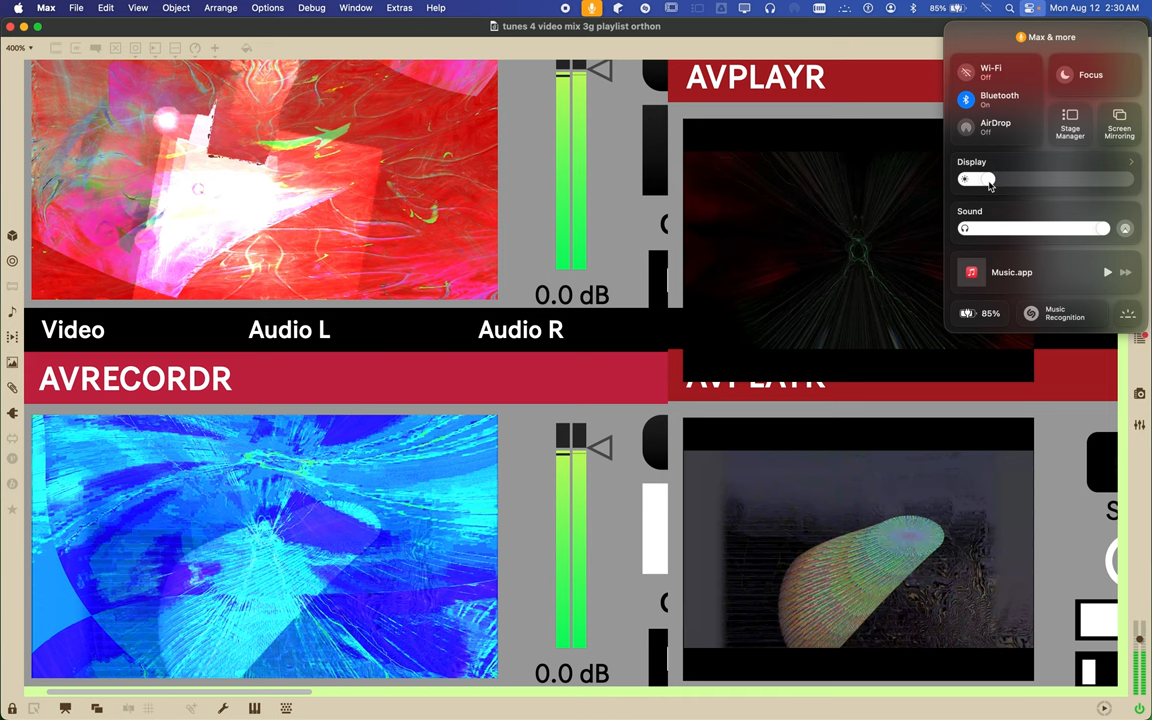 Max File Edit View Object Arrange Options Debug Window Extras Help
85% Mon Aug 12 2:30 AM
tunes 4 video mix 3g playlist orthon
400%
Max & more
Wi-Fi
Off
Focus
Bluetooth
On
AirDrop
Off
Stage
Manager
Screen
Mirroring
Display
Sound
Music.app
85%
Music
Recognition
AVPLAYR
0.0 dB
Video Audio L Audio R
AVRECORDR
AVPLAYR
S
0.0 dB